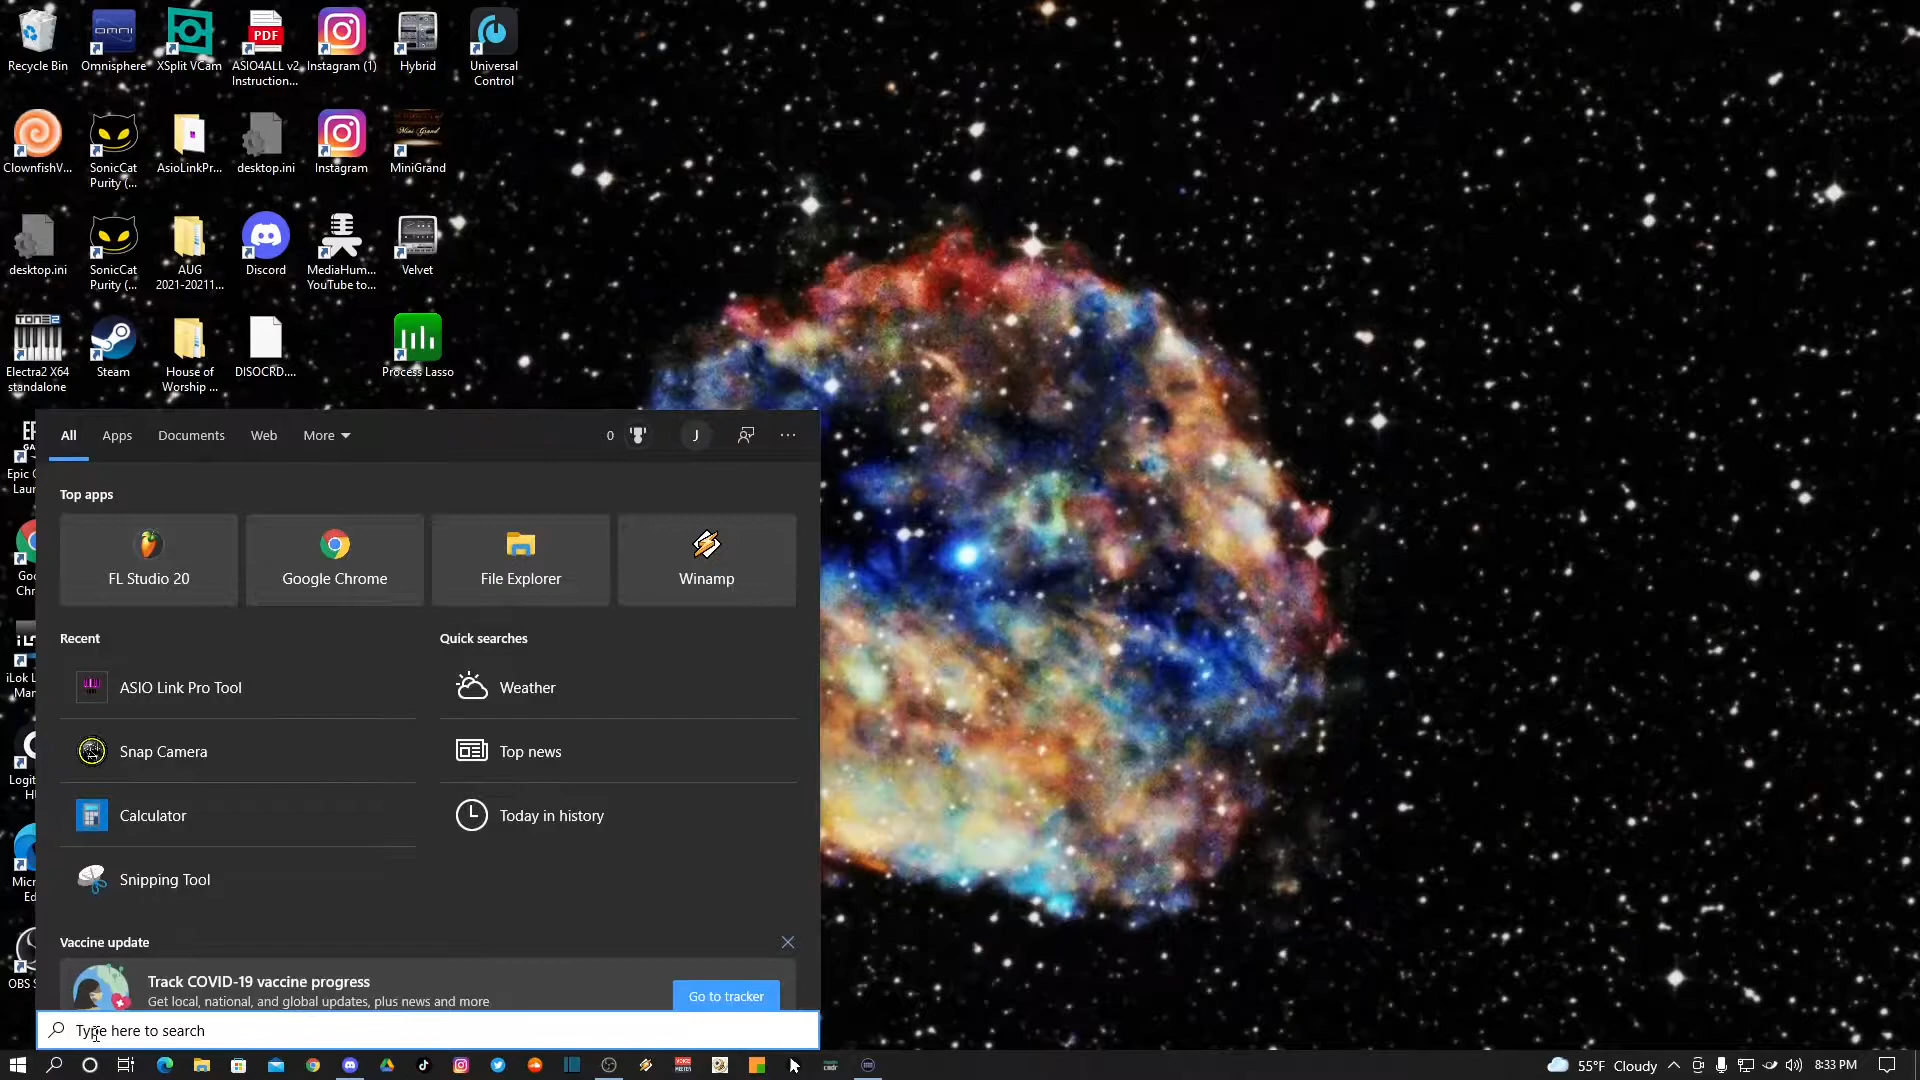 Recycle Bin
Omnisphere
XSplit VCam
ASIO4ALL v2
Instruction...
Instagram (1)
Hybrid
Universal
Control
OMNI
PDF
ClownfishV...
SonicCat
Purity (...
AsioLinkPr...
desktop.ini
Instagram
MiniGrand
Mini Grand
desktop.ini
SonicCat
Purity (...
AUG
2021-20211...
Discord
MediaHum...
YouTube to...
Velvet
TONE2
Electra2 X64
standalone
Steam
House of
Worship ...
DISOCRD....
Process Lasso
All
Apps
Documents
Web
More
0
J
Top apps
FL Studio 20
Google Chrome
File Explorer
Winamp
Recent
Quick searches
ASIO Link Pro Tool
Weather
Snap Camera
Top news
Calculator
Today in history
Snipping Tool
Vaccine update
Track COVID-19 vaccine progress
Get local, national, and global updates, plus news and more
Go to tracker
Type here to search
55°F Cloudy
8:33 PM